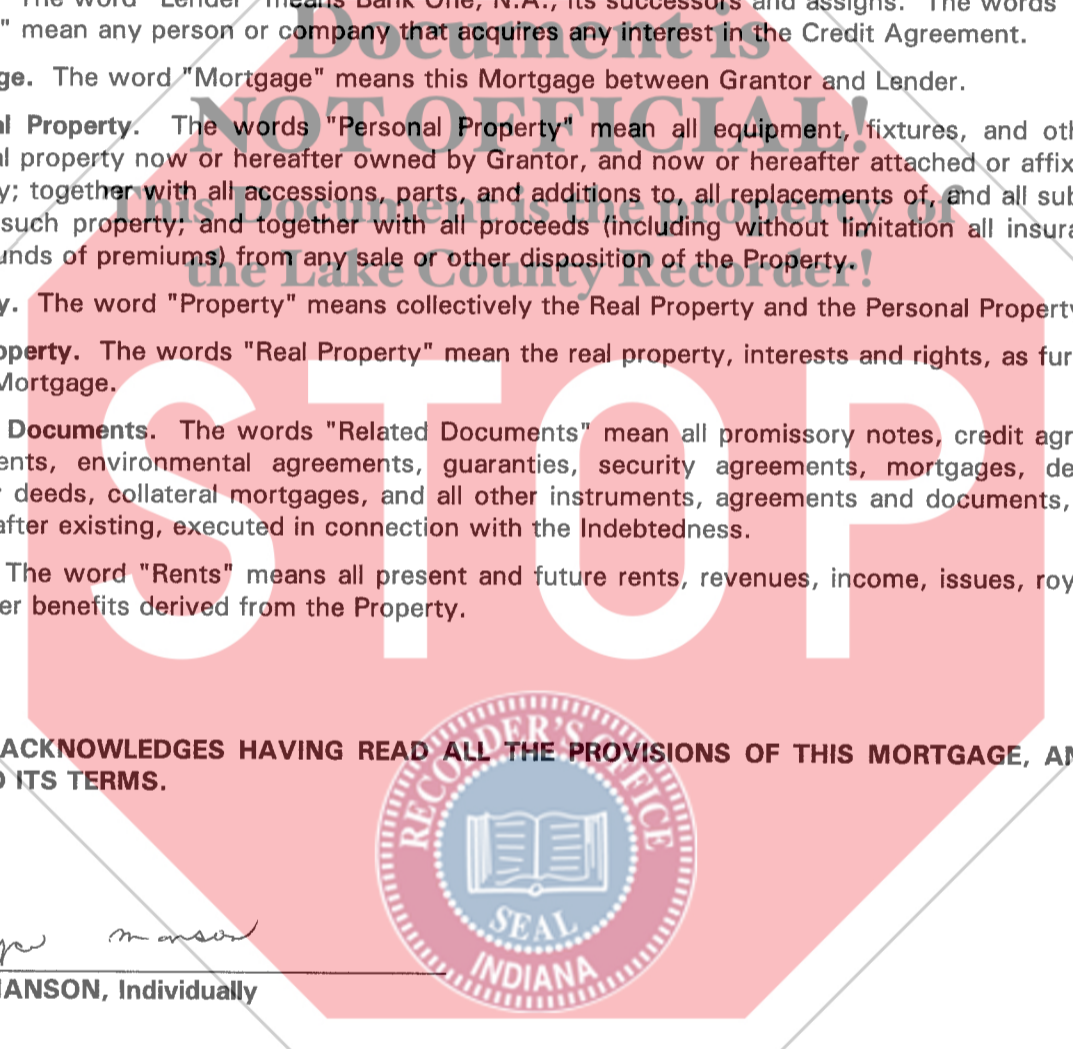 The word "Lender" means Bank One, N.A., its successors and assigns. The words
" mean any person or company that acquires any interest in the Credit Agreement.
ge. The word "Mortgage" means this Mortgage between Grantor and Lender.
al Property. The words "Personal Property" mean all equipment, fixtures, and oth
al property now or hereafter owned by Grantor, and now or hereafter attached or affix
y; together with all accessions, parts, and additions to, all replacements of, and all sub
such property; and together with all proceeds (including without limitation all insura
unds of premiums) from any sale or other disposition of the Property.
y. The word "Property" means collectively the Real Property and the Personal Property
operty. The words "Real Property" mean the real property, interests and rights, as fur
Mortgage.
Documents. The words "Related Documents" mean all promissory notes, credit agr
ents, environmental agreements, guaranties, security agreements, mortgages, de
deeds, collateral mortgages, and all other instruments, agreements and documents,
after existing, executed in connection with the Indebtedness.
The word "Rents" means all present and future rents, revenues, income, issues, roy
er benefits derived from the Property.
ACKNOWLEDGES HAVING READ ALL THE PROVISIONS OF THIS MORTGAGE, AN
D ITS TERMS.
Manson
MANSON, Individually
Document is
NOT OFFICIAL!
This Document is the property of
the Lake County Recorder!
STOP
RECORDER'S OFFICE
SEAL
INDIANA